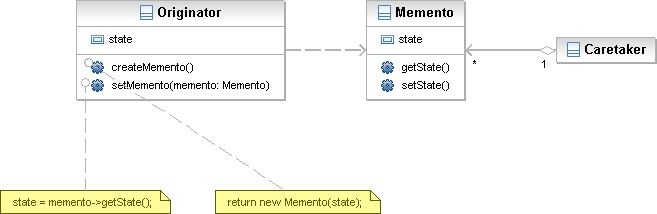 Originator
state
createMemento()
setMemento(memento: Memento)
Memento
state
getState()
setState()
Caretaker
*
1
state = memento->getState();
return new Memento(state);